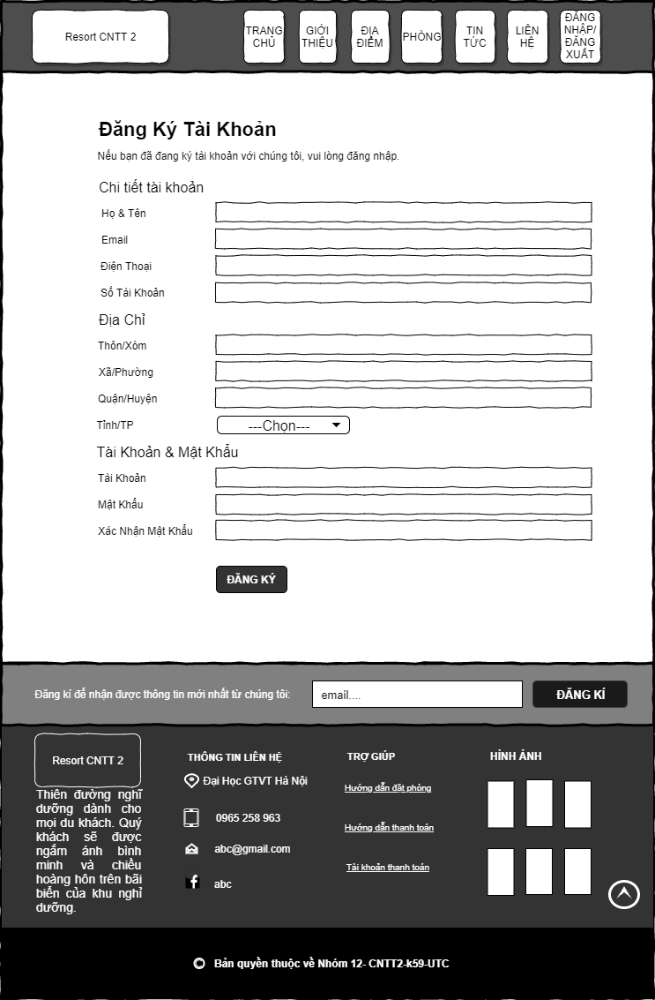 Resort CNTT 2
TRANG
CHỦ
GIỚI
THIỆU
ĐỊA
ĐIỂM
PHÒNG
TIN
TỨC
LIÊN
HỆ
ĐĂNG
NHẬP/
ĐĂNG
XUẤT
Đăng Ký Tài Khoản
Nếu bạn đã đang ký tài khoản với chúng tôi, vui lòng đăng nhập.
Chi tiết tài khoản
Họ & Tên
Email
Điện Thoại
Số Tài Khoản
Địa Chỉ
Thôn/Xóm
Xã/Phường
Quận/Huyện
Tỉnh/TP
---Chọn---
Tài Khoản & Mật Khẩu
Tài Khoản
Mật Khẩu
Xác Nhận Mật Khẩu
ĐĂNG KÝ
Đăng kí để nhận được thông tin mới nhất từ chúng tôi:
email....
ĐĂNG KÍ
Resort CNTT 2
Thiên đường nghĩ
dưỡng dành cho
mọi du khách. Quý
khách sẽ được
ngắm ánh bình
minh và chiều
hoàng hôn trên bãi
biển của khu nghỉ
dưỡng.
THÔNG TIN LIÊN HỆ
Đại Học GTVT Hà Nội
0965 258 963
abc@gmail.com
abc
TRỢ GIÚP
Hướng dẫn đặt phòng
Hướng dẫn thanh toán
Tài khoản thanh toán
HÌNH ẢNH
Bản quyền thuộc về Nhóm 12- CNTT2-k59-UTC